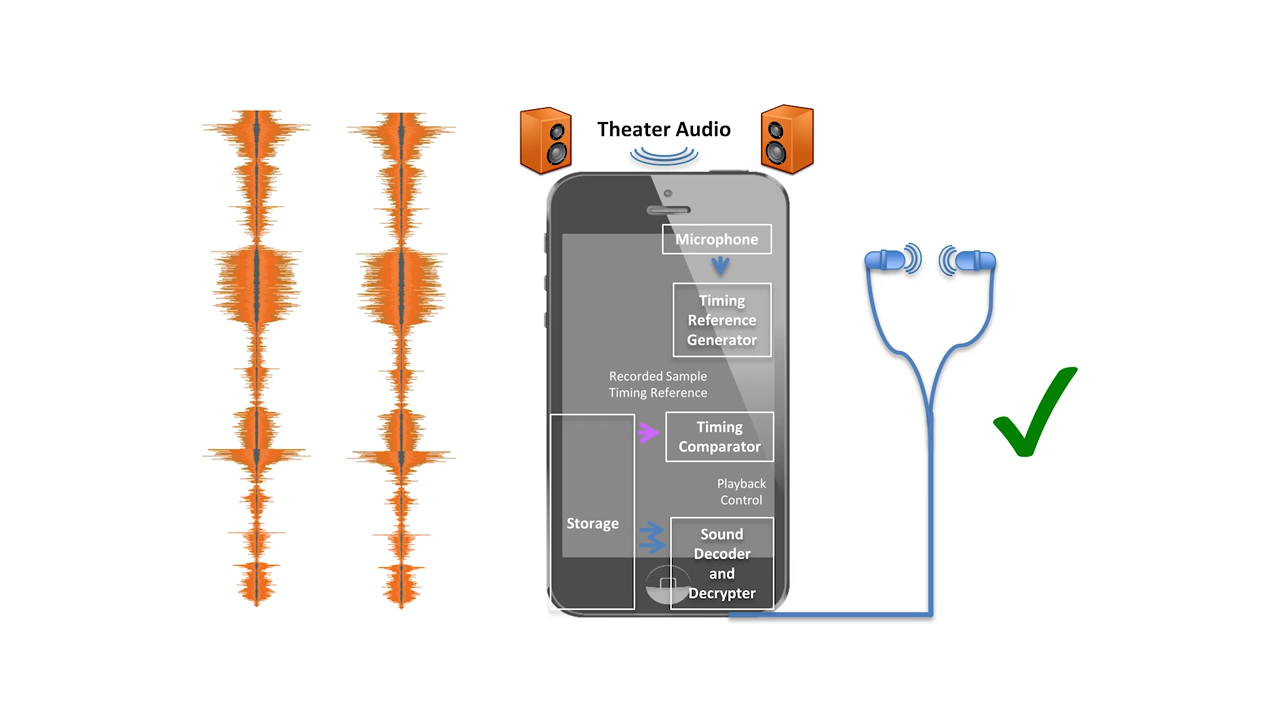 Theater Audio
Microphone
Timing
Reference
Generator
Recorded Sample
Timing Reference
Timing
Comparator
Playback
Control
Storage
Sound
Decoder
and
Decrypter